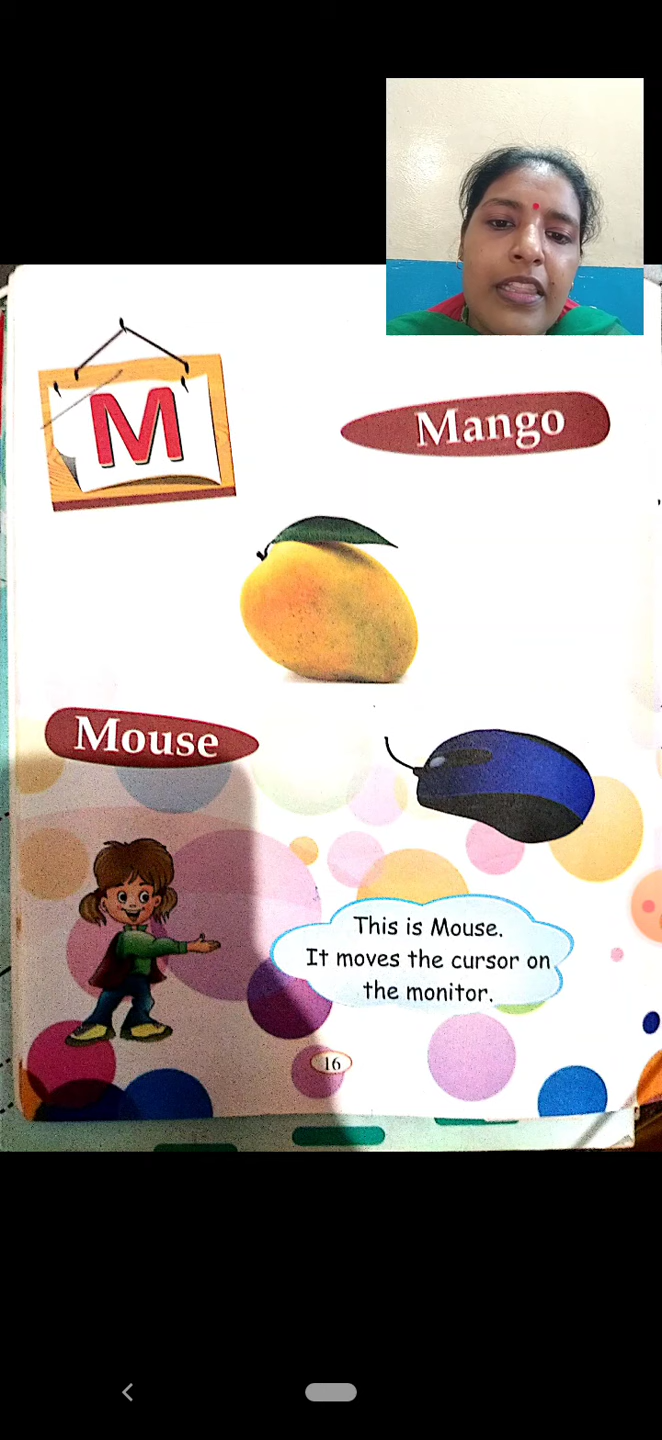 M
Mango
Mouse
This is Mouse.
It moves the cursor on
the monitor.
16